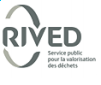 RIVED
Service public
pour la valorisation
des déchets